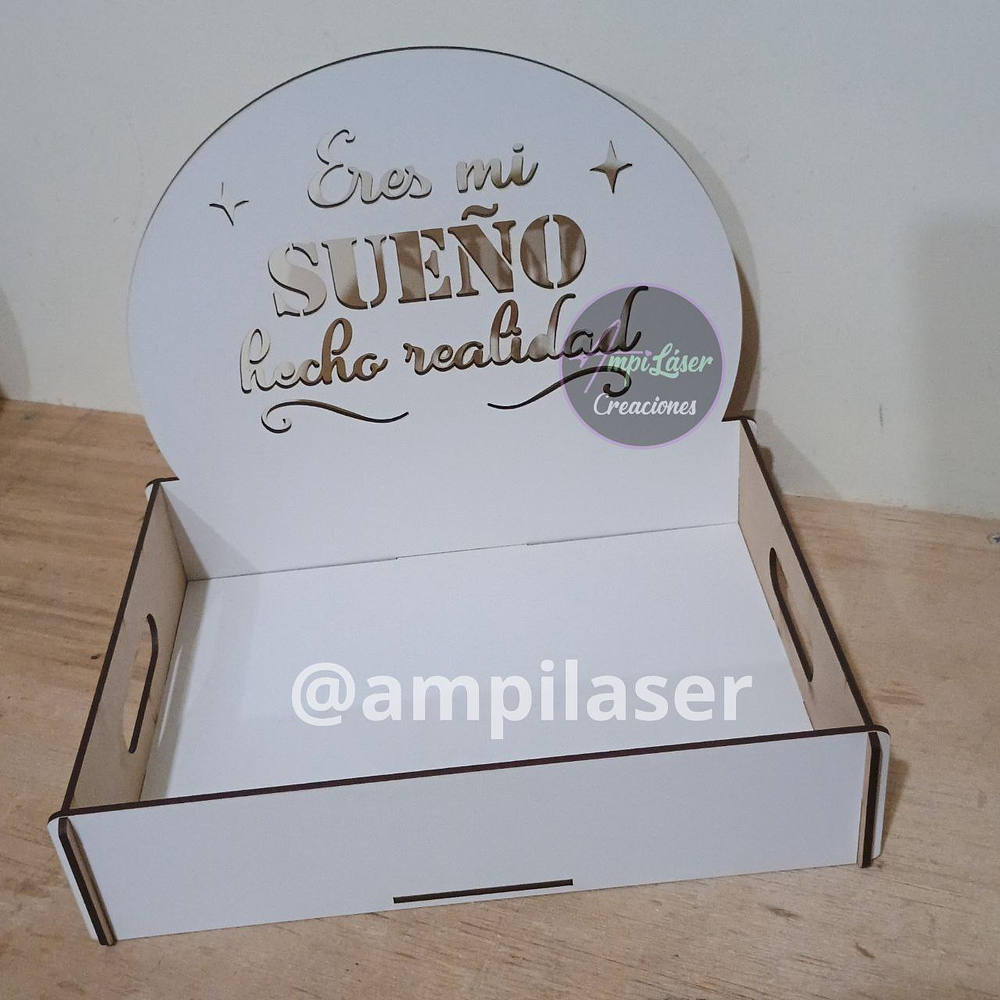 Eres mi
SUEÑO
hecho realidad
AmpiLáser
Creaciones
@ampilaser